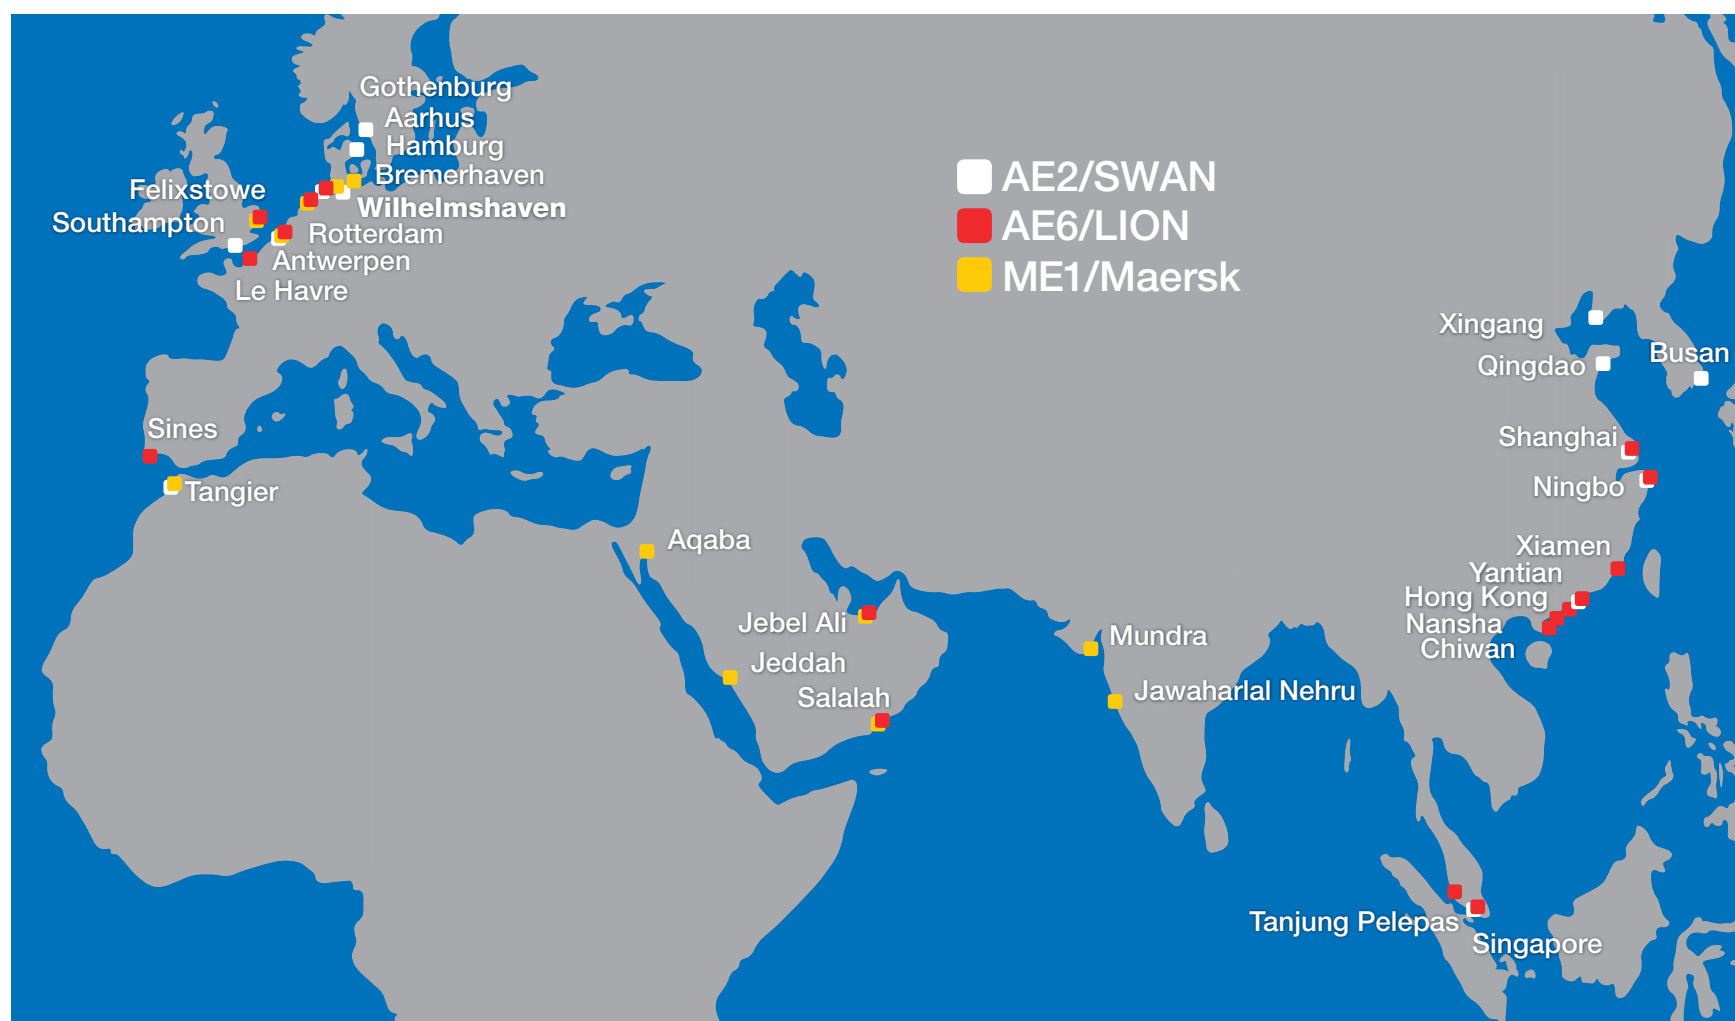 Gothenburg
Aarhus
Hamburg
Bremerhaven
Wilhelmshaven
Felixstowe
Southampton
Rotterdam
Antwerpen
Le Havre
AE2/SWAN
AE6/LION
ME1/Maersk
Xingang
Busan
Qingdao
Sines
Shanghai
Tangier
Ningbo
Aqaba
Xiamen
Yantian
Hong Kong
Jebel Ali
Nansha
Mundra
Chiwan
Jeddah
Jawaharlal Nehru
Salalah
Tanjung Pelepas
Singapore